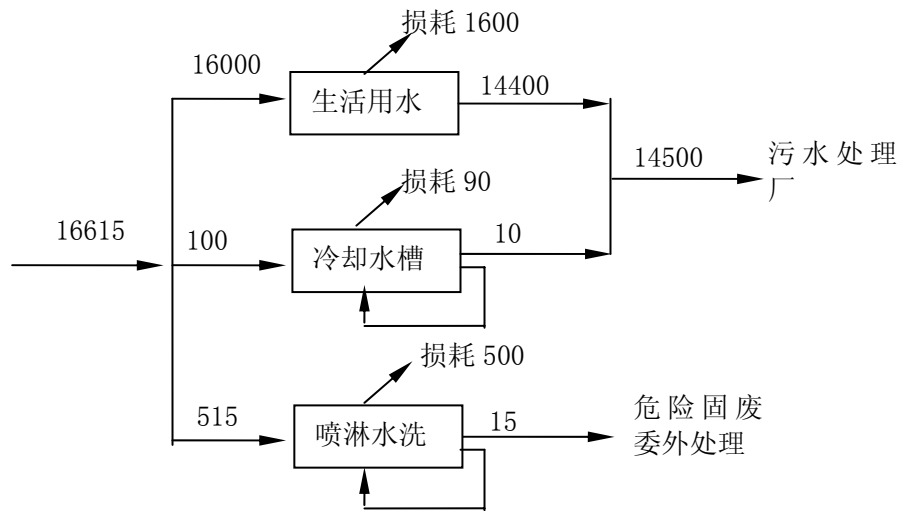 损耗 1600
16000
生活用水
14400
14500
污水处理
厂
损耗 90
16615
100
冷却水槽
10
损耗 500
515
喷淋水洗
15
危险固废
委外处理